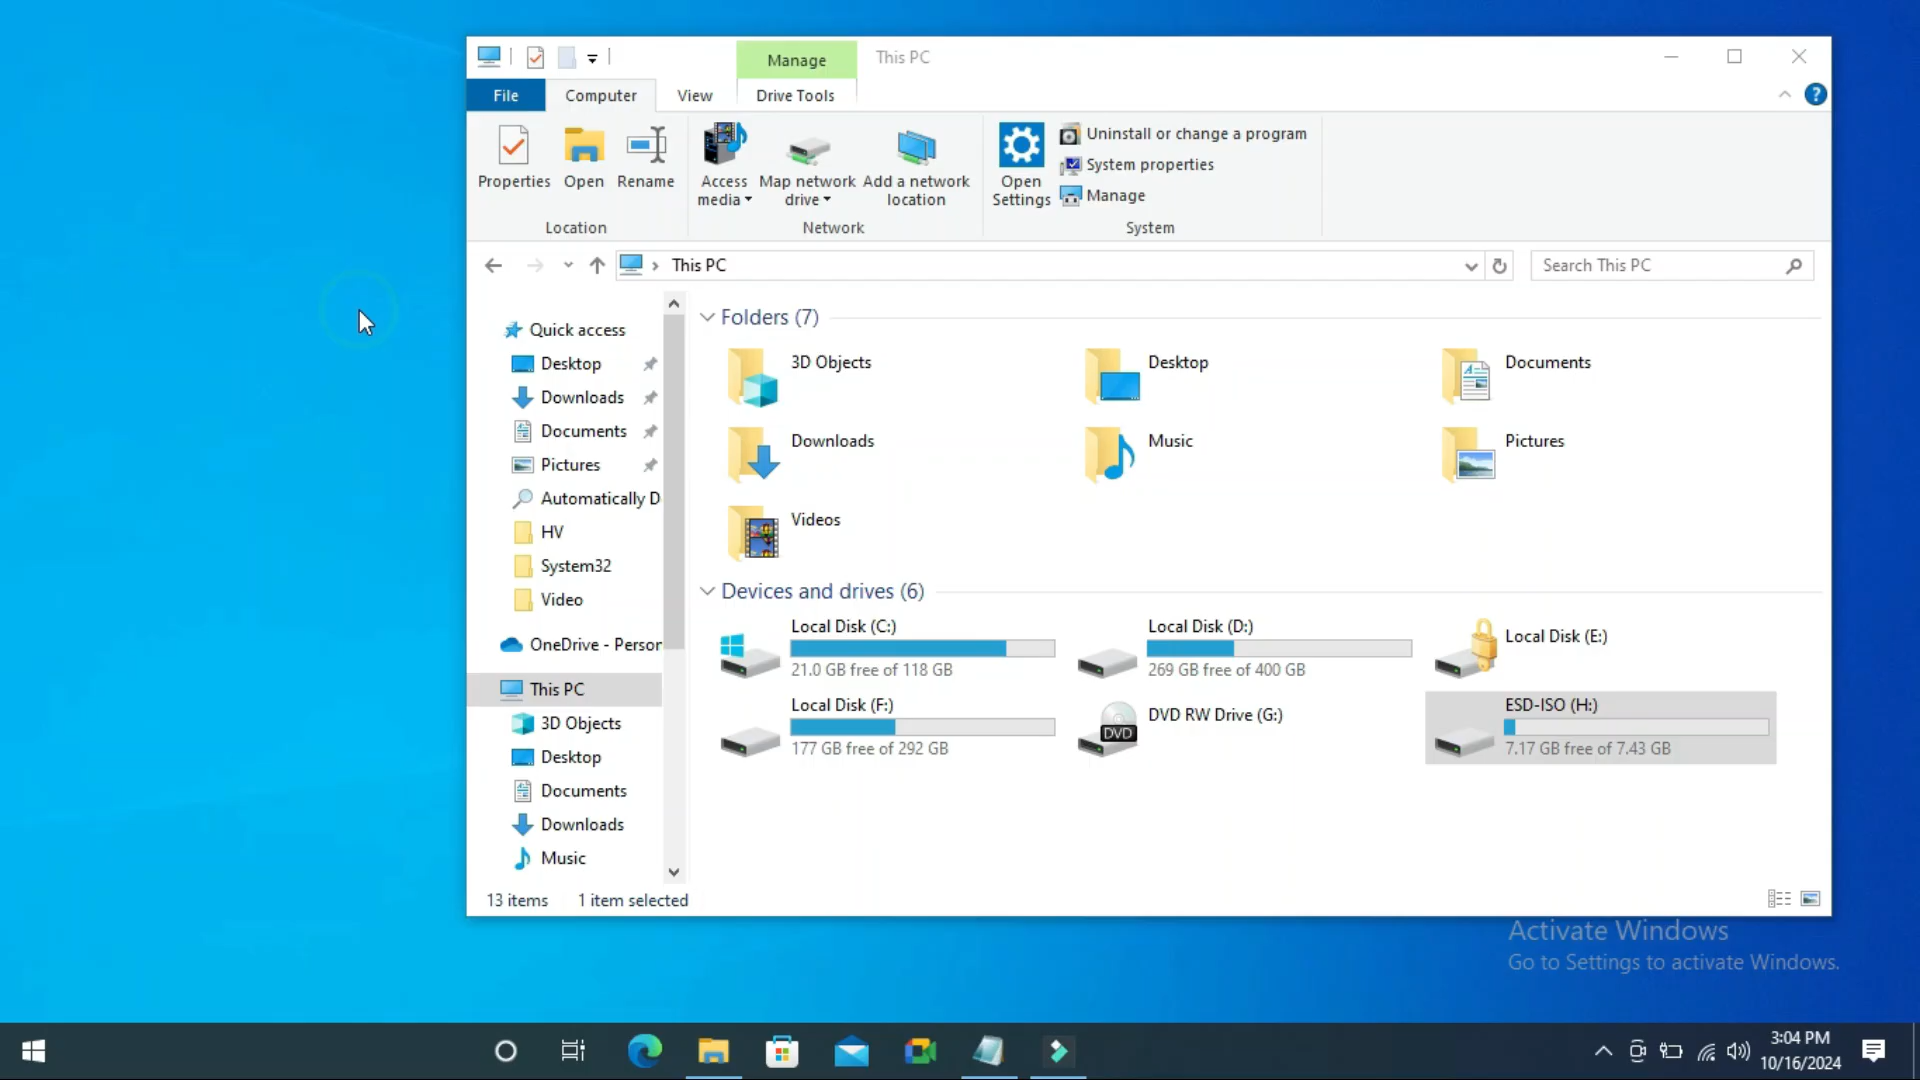 Manage
This PC
File
Computer
View
Drive Tools
?
Properties
Open
Rename
Access media
Map network drive
Add a network location
Open Settings
Uninstall or change a program
System properties
Manage
Location
Network
System
This PC
Search This PC
Quick access
Desktop
Downloads
Documents
Pictures
Automatically D
HV
System32
Video
OneDrive - Person
This PC
3D Objects
Desktop
Documents
Downloads
Music
Folders (7)
3D Objects
Desktop
Documents
Downloads
Music
Pictures
Videos
Devices and drives (6)
Local Disk (C:)
21.0 GB free of 118 GB
Local Disk (D:)
269 GB free of 400 GB
Local Disk (E:)
Local Disk (F:)
177 GB free of 292 GB
DVD
DVD RW Drive (G:)
ESD-ISO (H:)
7.17 GB free of 7.43 GB
13 items
1 item selected
Activate Windows
Go to Settings to activate Windows.
3:04 PM
10/16/2024